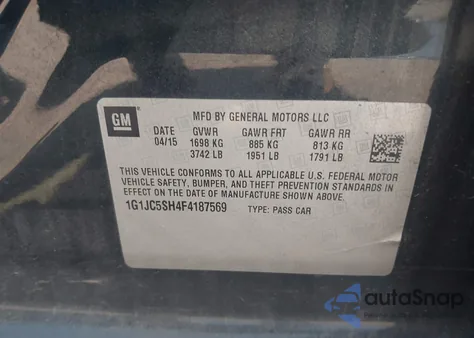 GM
MFD BY GENERAL MOTORS LLC
04/15 GVWR GAWR FRT GAWR RR
1698 KG 885 KG 813 KG
3742 LB 1951 LB 1791 LB
THIS VEHICLE CONFORMS TO ALL APPLICABLE U.S. FEDERAL MOTOR
VEHICLE SAFETY, BUMPER, AND THEFT PREVENTION STANDARDS IN
EFFECT ON THE DATE OF MANUFACTURE SHOWN ABOVE.
1G1JC5SH4F4187569 TYPE: PASS CAR
autoSnap